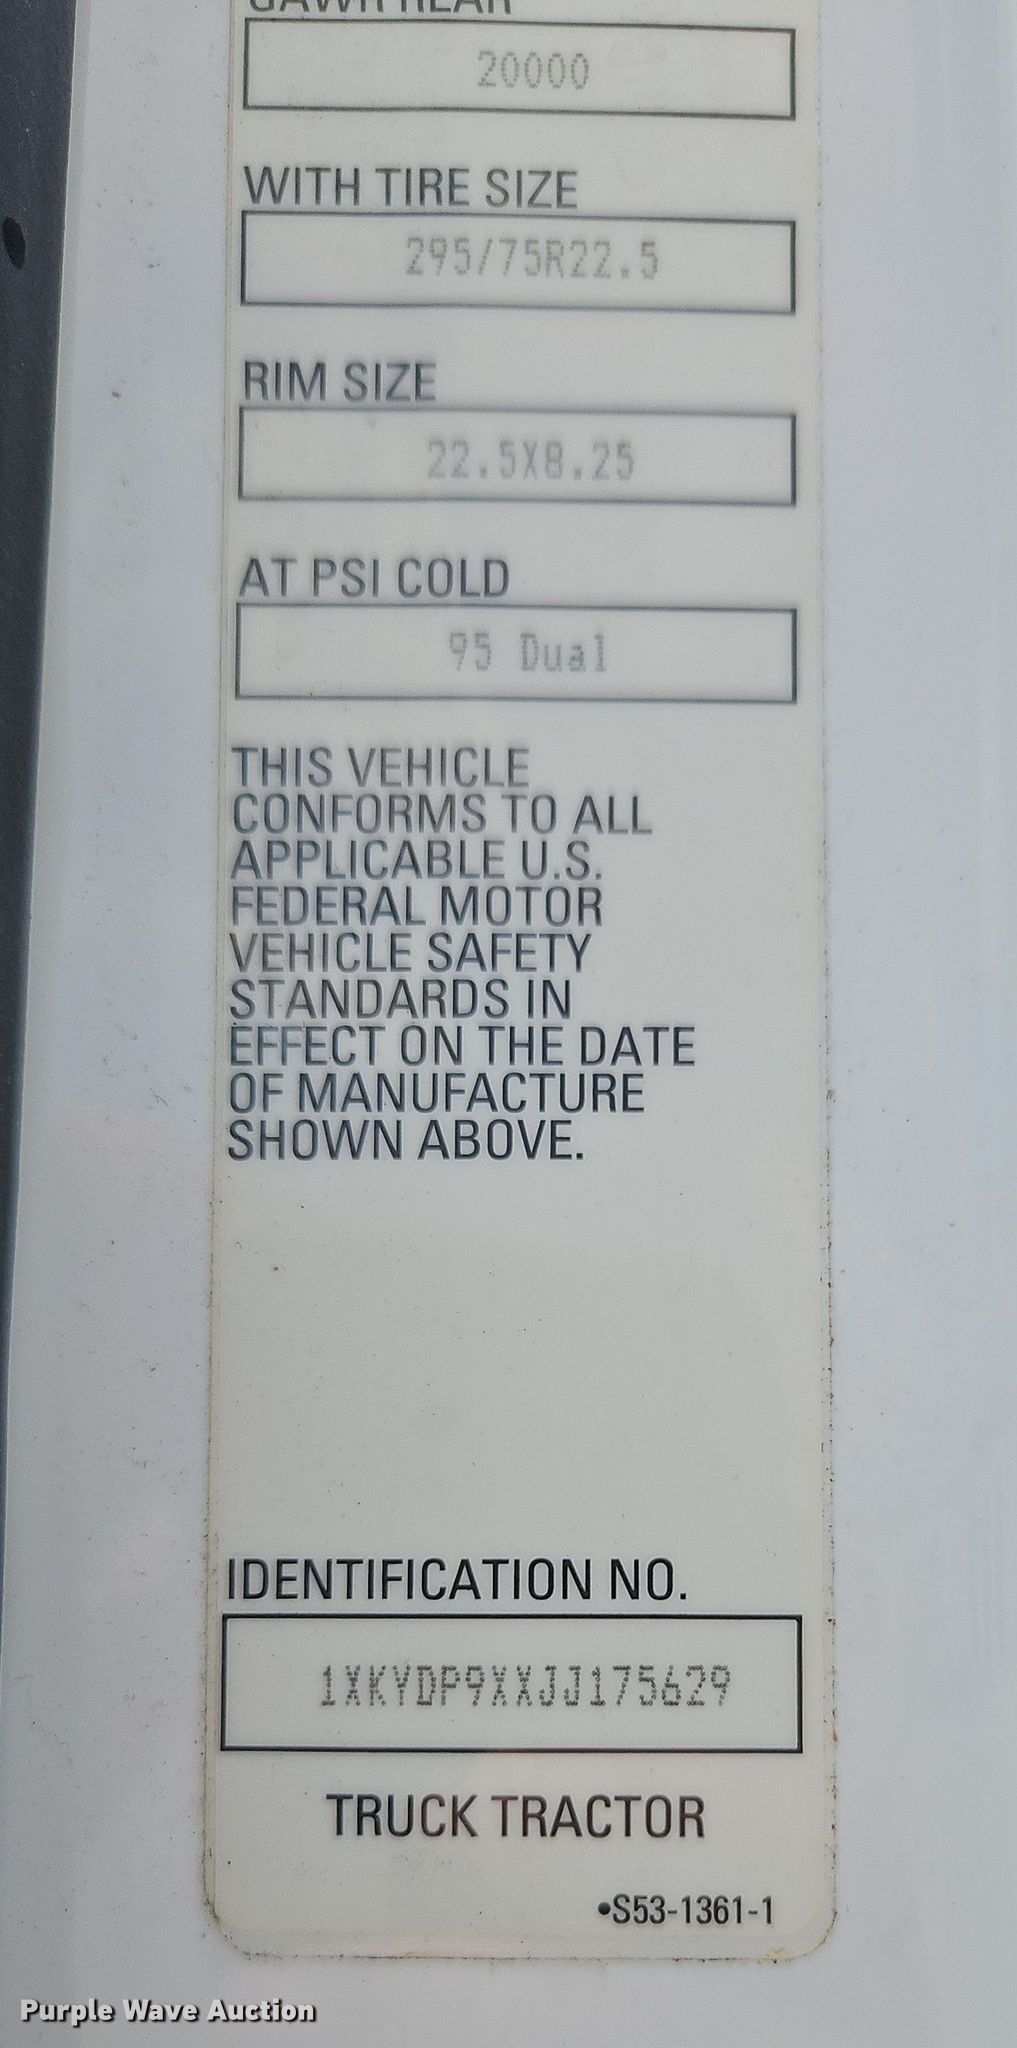 GAWR REAR
20000
WITH TIRE SIZE
295/75R22.5
RIM SIZE
22.5X8.25
AT PSI COLD
95 Dual
THIS VEHICLE
CONFORMS TO ALL
APPLICABLE U.S.
FEDERAL MOTOR
VEHICLE SAFETY
STANDARDS IN
EFFECT ON THE DATE
OF MANUFACTURE
SHOWN ABOVE.
IDENTIFICATION NO.
1XKYDP9XXJJ175629
TRUCK TRACTOR
•S53-1361-1
Purple Wave Auction